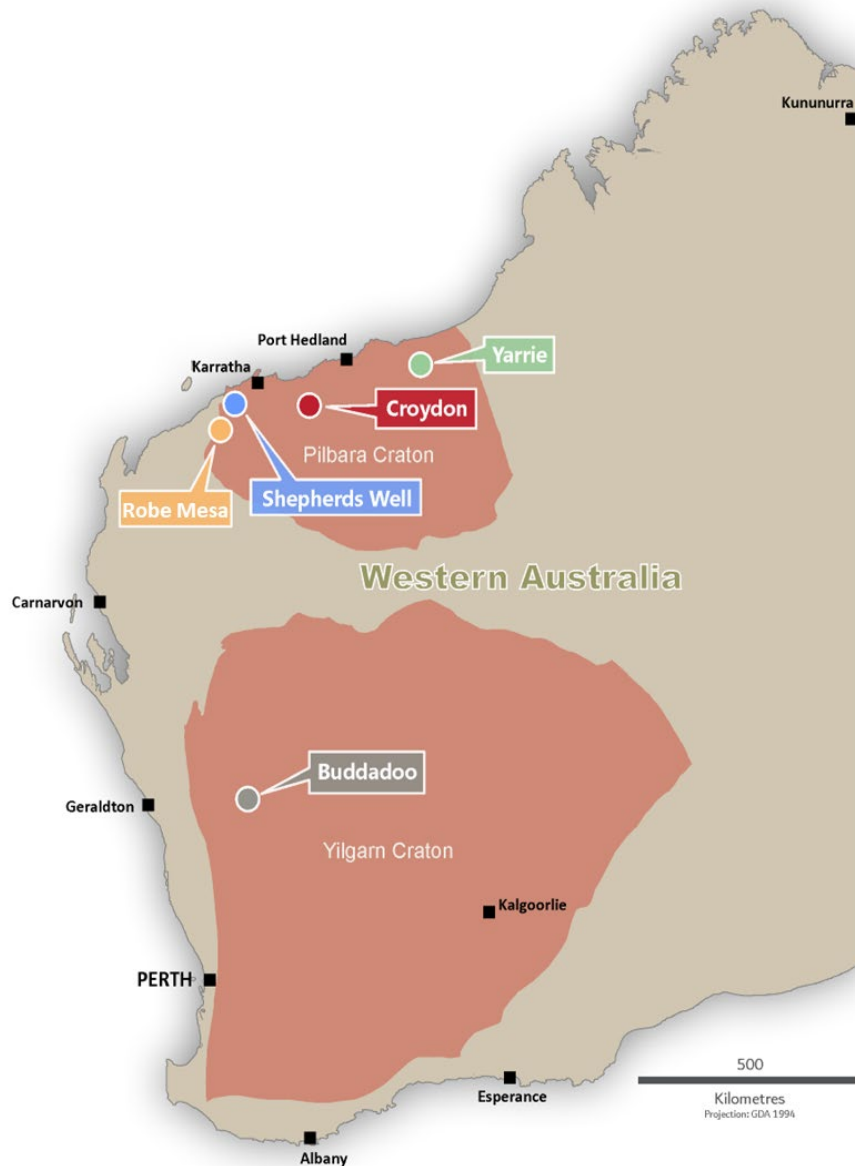 Kununurra
Port Hedland
Karratha
Yarrie
Croydon
Pilbara Craton
Shepherds Well
Robe Mesa
Western Australia
Carnarvon
Buddadoo
Geraldton
Yilgarn Craton
Kalgoorlie
PERTH
500
Kilometres
Projection: GDA 1994
Esperance
Albany